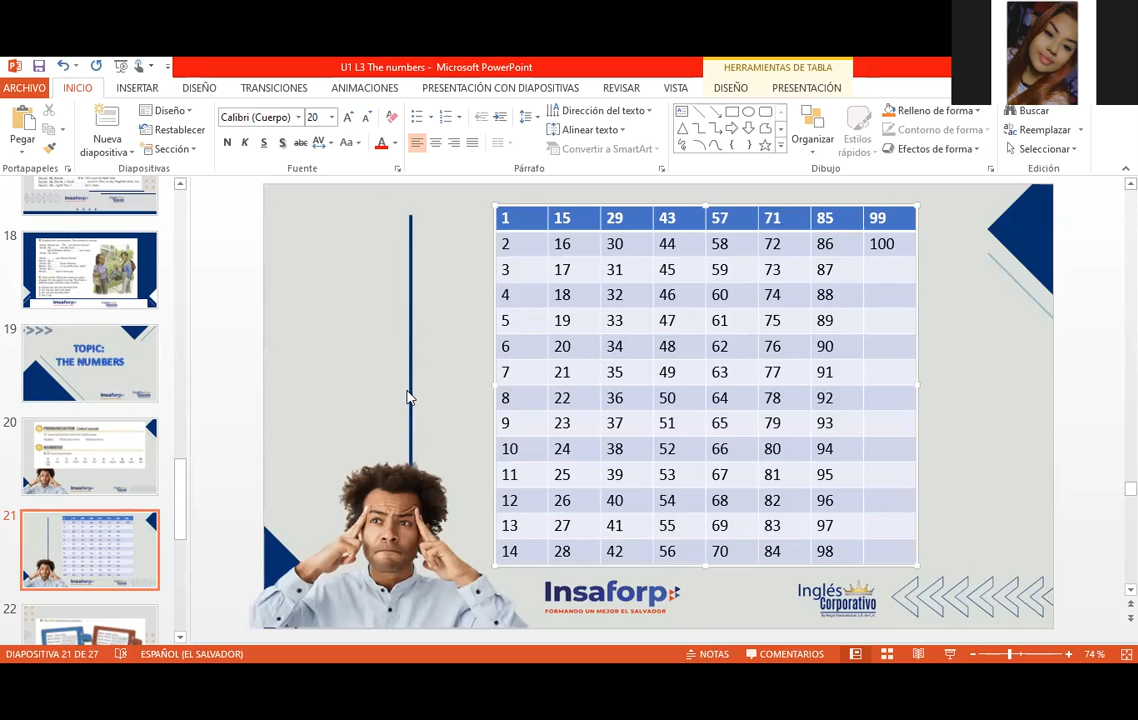 U1 L3 The numbers - Microsoft PowerPoint
HERRAMIENTAS DE TABLA
ARCHIVO INICIO INSERTAR DISEÑO TRANSICIONES ANIMACIONES PRESENTACIÓN CON DIAPOSITIVAS REVISAR VISTA DISEÑO PRESENTACIÓN
Pegar
Nueva diapositiva
Diseño
Restablecer
Sección
Calibri (Cuerpo) 20
N K S S abc AV Aa A
Dirección del texto
Alinear texto
Convertir a SmartArt
Organizar
Estilos rápidos
Relleno de forma
Contorno de forma
Efectos de forma
Buscar
Reemplazar
Seleccionar
Portapapeles Diapositivas Fuente Párrafo Dibujo Edición
18
19
TOPIC:
THE NUMBERS
20
21
22
1 15 29 43 57 71 85 99
2 16 30 44 58 72 86 100
3 17 31 45 59 73 87
4 18 32 46 60 74 88
5 19 33 47 61 75 89
6 20 34 48 62 76 90
7 21 35 49 63 77 91
8 22 36 50 64 78 92
9 23 37 51 65 79 93
10 24 38 52 66 80 94
11 25 39 53 67 81 95
12 26 40 54 68 82 96
13 27 41 55 69 83 97
14 28 42 56 70 84 98
Insaforp
FORMANDO UN MEJOR EL SALVADOR
Inglés
Corporativo
DIAPOSITIVA 21 DE 27 ESPAÑOL (EL SALVADOR) NOTAS COMENTARIOS 74 %